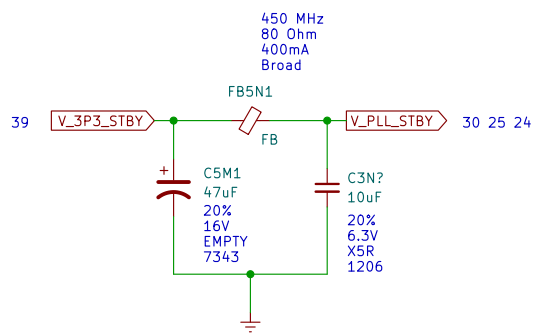 450 MHz
80 Ohm
400mA
Broad
FB5N1
39
V_3P3_STBY
V_PLL_STBY
30 25 24
FB
+
C5M1
47uF
20%
16V
EMPTY
7343
C3N?
10uF
20%
6.3V
X5R
1206